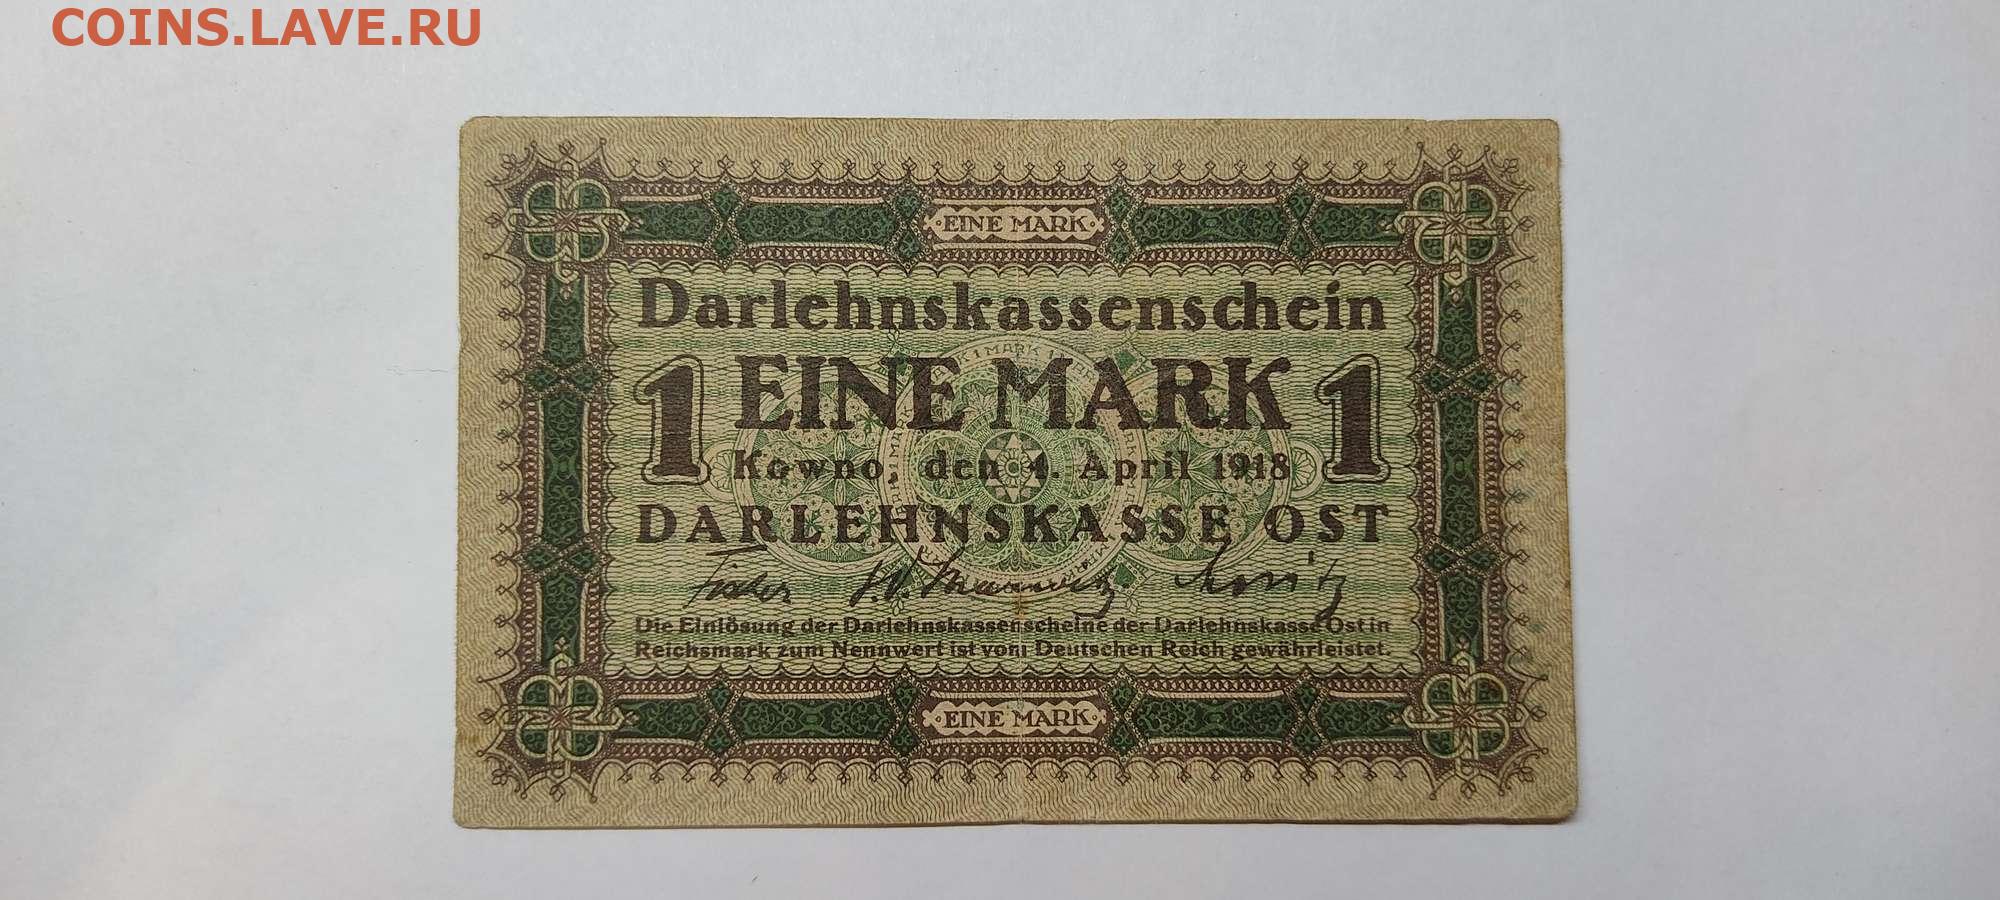 COINS.LAVE.RU
EINE MARK
Darlehnskassenschein
1 EINE MARK 1
Kowno, den 4. April 1918
DARLEHNSKASSE OST
Fischer
Die Einlösung der Darlehnskassenscheine der Darlehnskasse Ost in
Reichsmark zum Nennwert ist vom Deutschen Reich gewährleistet.
EINE MARK